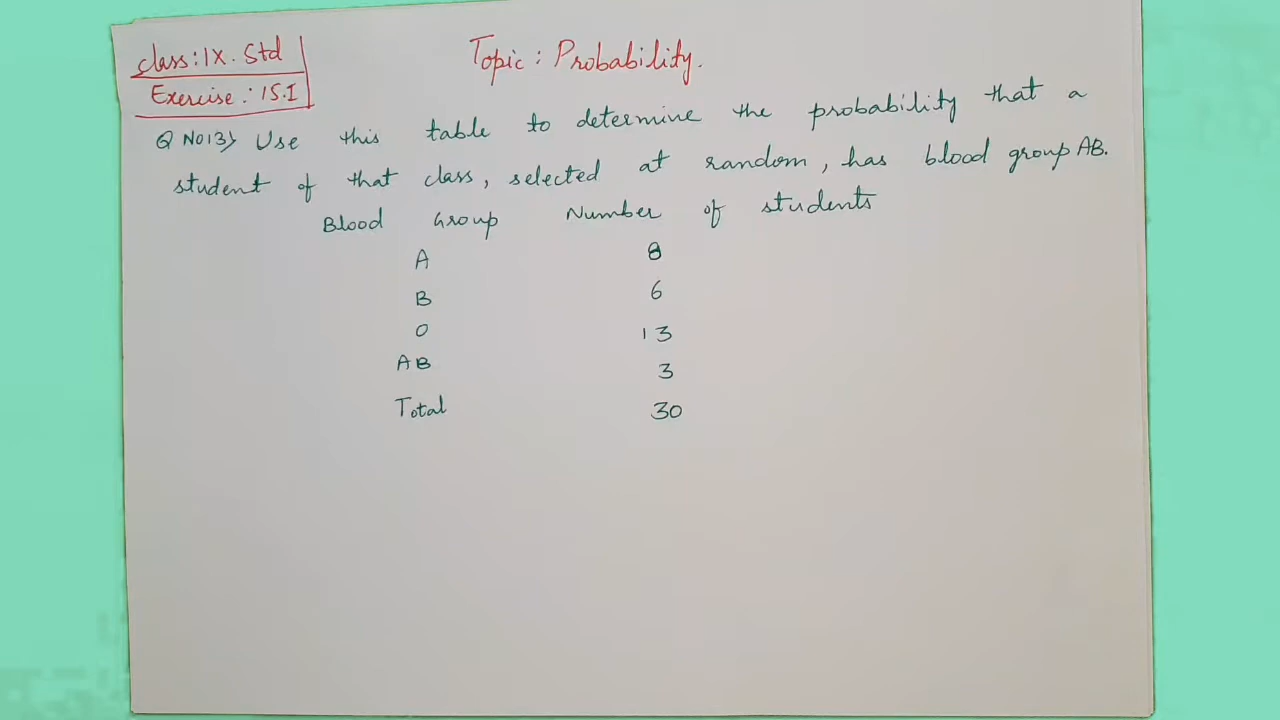 class: IX. Std
Exercise: 15.1
Topic: Probability.
Q NO13) Use this table to determine the probability that a
student of that class, selected at random, has blood group AB.
Blood Group Number of students
A 8
B 6
O 13
AB 3
Total 30